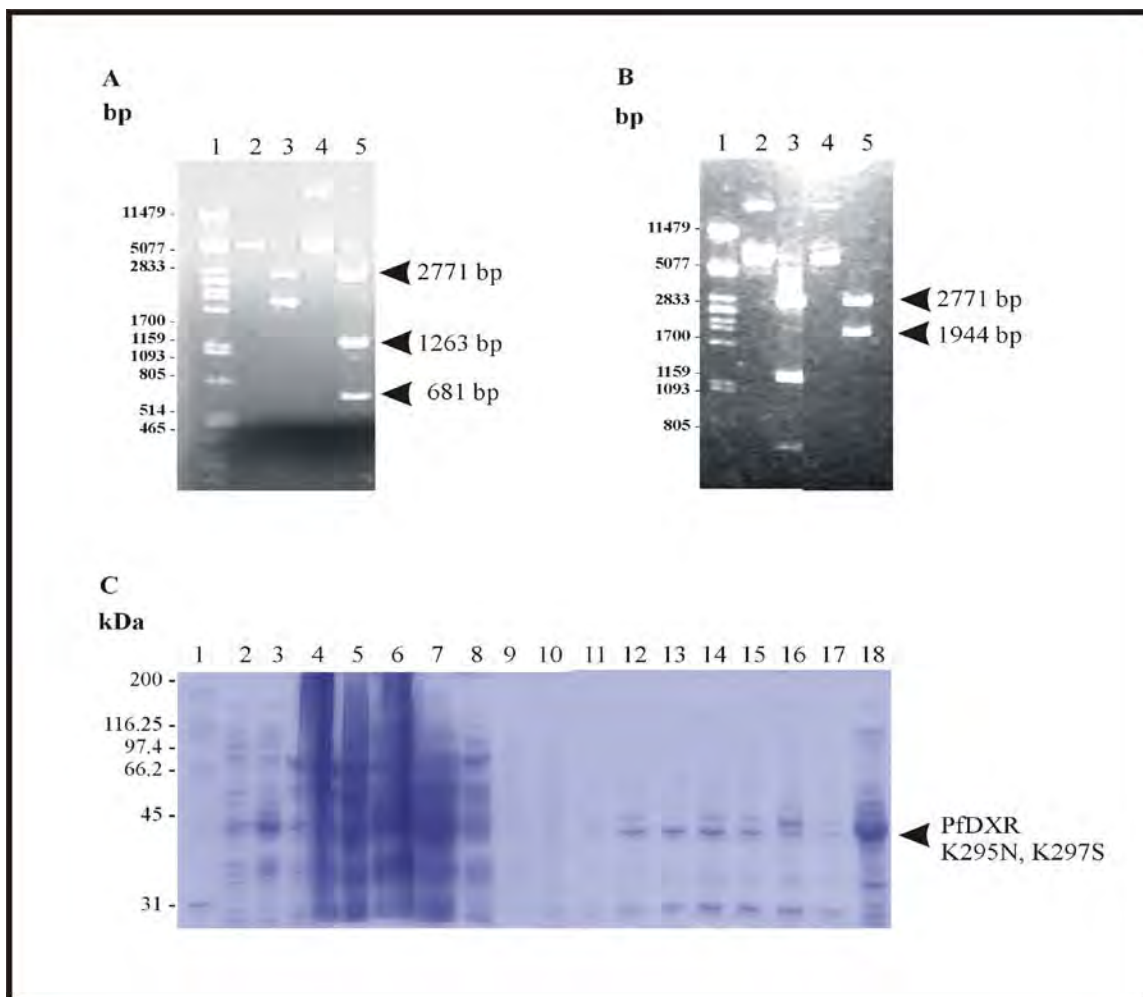 A
bp
1 2 3 4 5
11479 -
5077 -
2833 -
1700 -
1159 -
1093 -
805 -
514 -
465 -
2771 bp
1263 bp
681 bp
B
bp
1 2 3 4 5
11479 -
5077 -
2833 -
1700 -
1159 -
1093 -
805 -
2771 bp
1944 bp
C
kDa
1 2 3 4 5 6 7 8 9 10 11 12 13 14 15 16 17 18
200 -
116.25 -
97.4 -
66.2 -
45 -
31 -
PfDXR
K295N, K297S